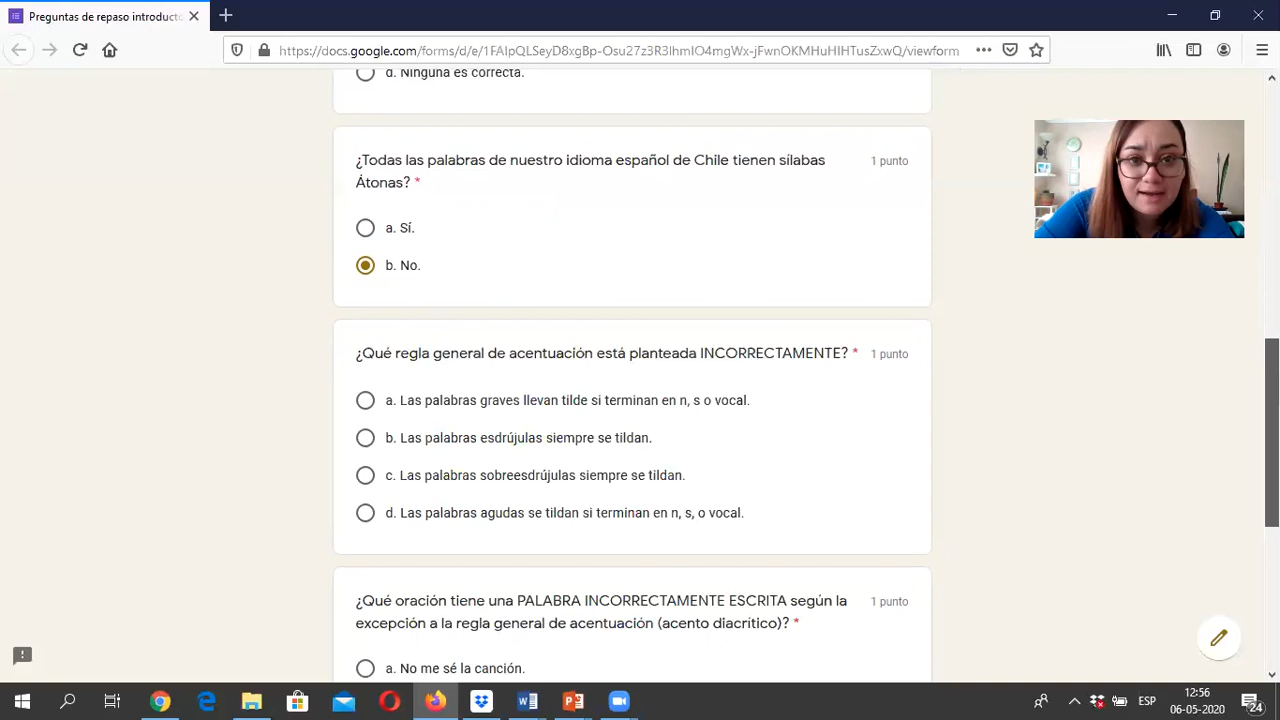 Preguntas de repaso introducto
https://docs.google.com/forms/d/e/1FAIpQLSeyD8xgBp-Osu27z3R3lhmIO4mgWx-jFwnOKMHuHIHTusZxwQ/viewform
d. Ninguna es correcta.
¿Todas las palabras de nuestro idioma español de Chile tienen sílabas 1 punto
Átonas? *
a. Sí.
b. No.
¿Qué regla general de acentuación está planteada INCORRECTAMENTE? * 1 punto
a. Las palabras graves llevan tilde si terminan en n, s o vocal.
b. Las palabras esdrújulas siempre se tildan.
c. Las palabras sobreesdrújulas siempre se tildan.
d. Las palabras agudas se tildan si terminan en n, s, o vocal.
¿Qué oración tiene una PALABRA INCORRECTAMENTE ESCRITA según la 1 punto
excepción a la regla general de acentuación (acento diacrítico)? *
a. No me sé la canción.
ESP
12:56
06-05-2020
24